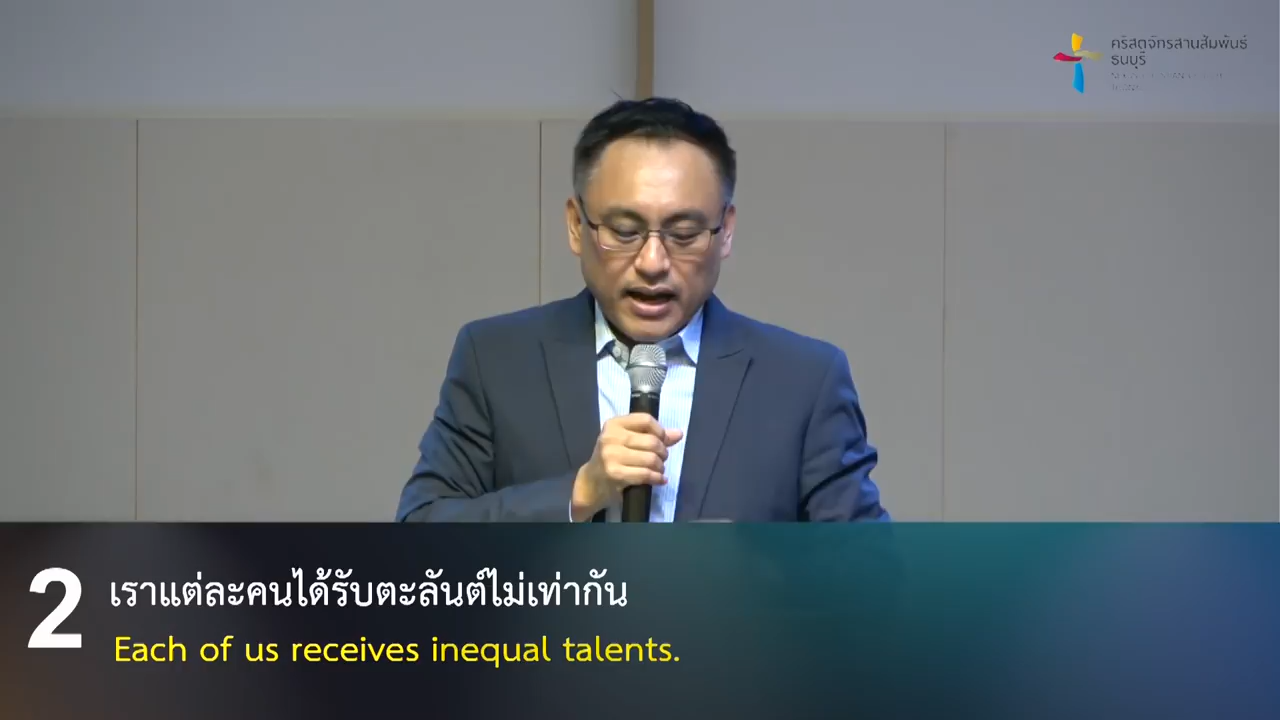 คริสตจักรสานสัมพันธ์
ธนบุรี
2
เราแต่ละคนได้รับตะลันต์ไม่เท่ากัน
Each of us receives inequal talents.